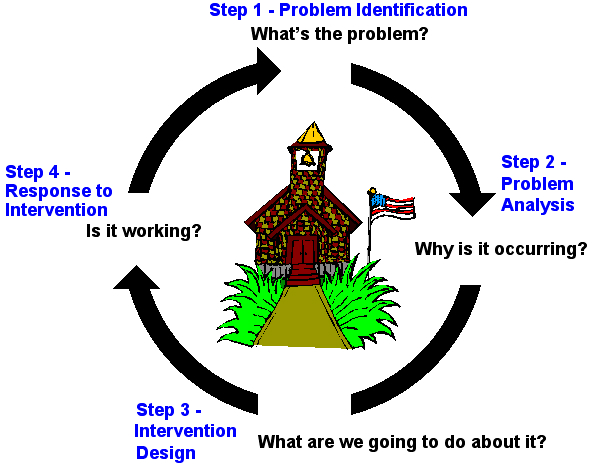 Step 1 - Problem Identification
What's the problem?
Step 2 -
Problem
Analysis
Why is it occurring?
Step 3 -
Intervention
Design
What are we going to do about it?
Step 4 -
Response to
Intervention
Is it working?